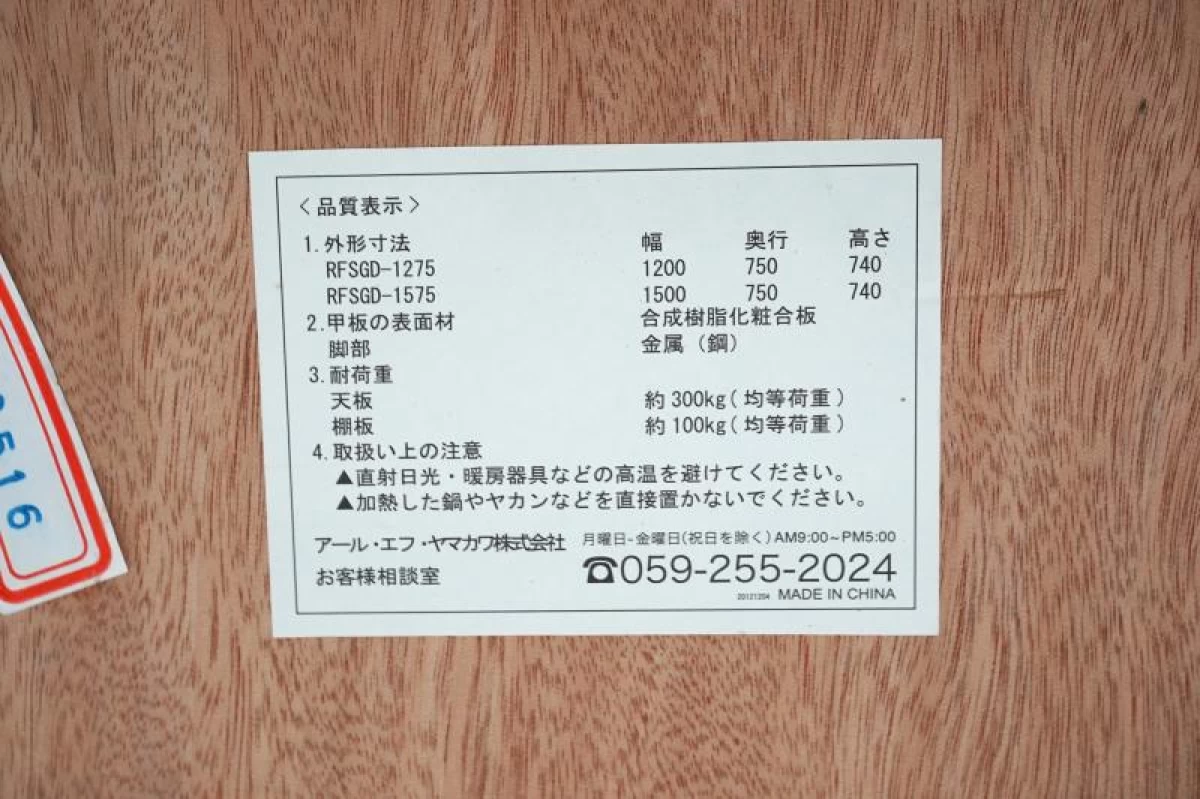 〈品質表示〉
1.外形寸法 幅 奥行 高さ
RFSGD-1275 1200 750 740
RFSGD-1575 1500 750 740
2.甲板の表面材 合成樹脂化粧合板
脚部 金属（鋼）
3.耐荷重
天板 約300kg(均等荷重)
棚板 約100kg(均等荷重)
4.取扱い上の注意
▲直射日光・暖房器具などの高温を避けてください。
▲加熱した鍋やヤカンなどを直接置かないでください。
アール・エフ・ヤマカワ株式会社 月曜日-金曜日(祝日を除く)AM9:00~PM5:00
お客様相談室 ☎059-255-2024
20121204 MADE IN CHINA
516